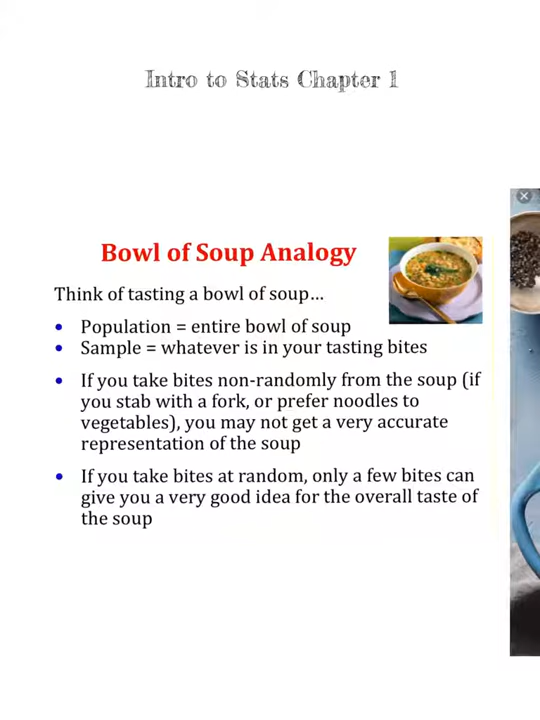 Intro to Stats Chapter 1
Bowl of Soup Analogy
Think of tasting a bowl of soup…
• Population = entire bowl of soup
• Sample = whatever is in your tasting bites
• If you take bites non-randomly from the soup (if
you stab with a fork, or prefer noodles to
vegetables), you may not get a very accurate
representation of the soup
• If you take bites at random, only a few bites can
give you a very good idea for the overall taste of
the soup